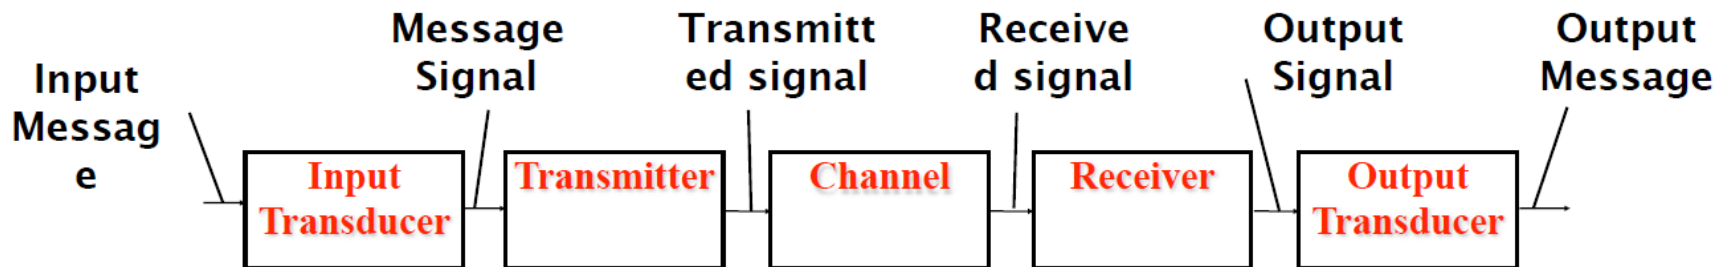 Input
Messag
e
Message
Signal
Transmitt
ed signal
Receive
d signal
Output
Signal
Output
Message
Input
Transducer
Transmitter
Channel
Receiver
Output
Transducer